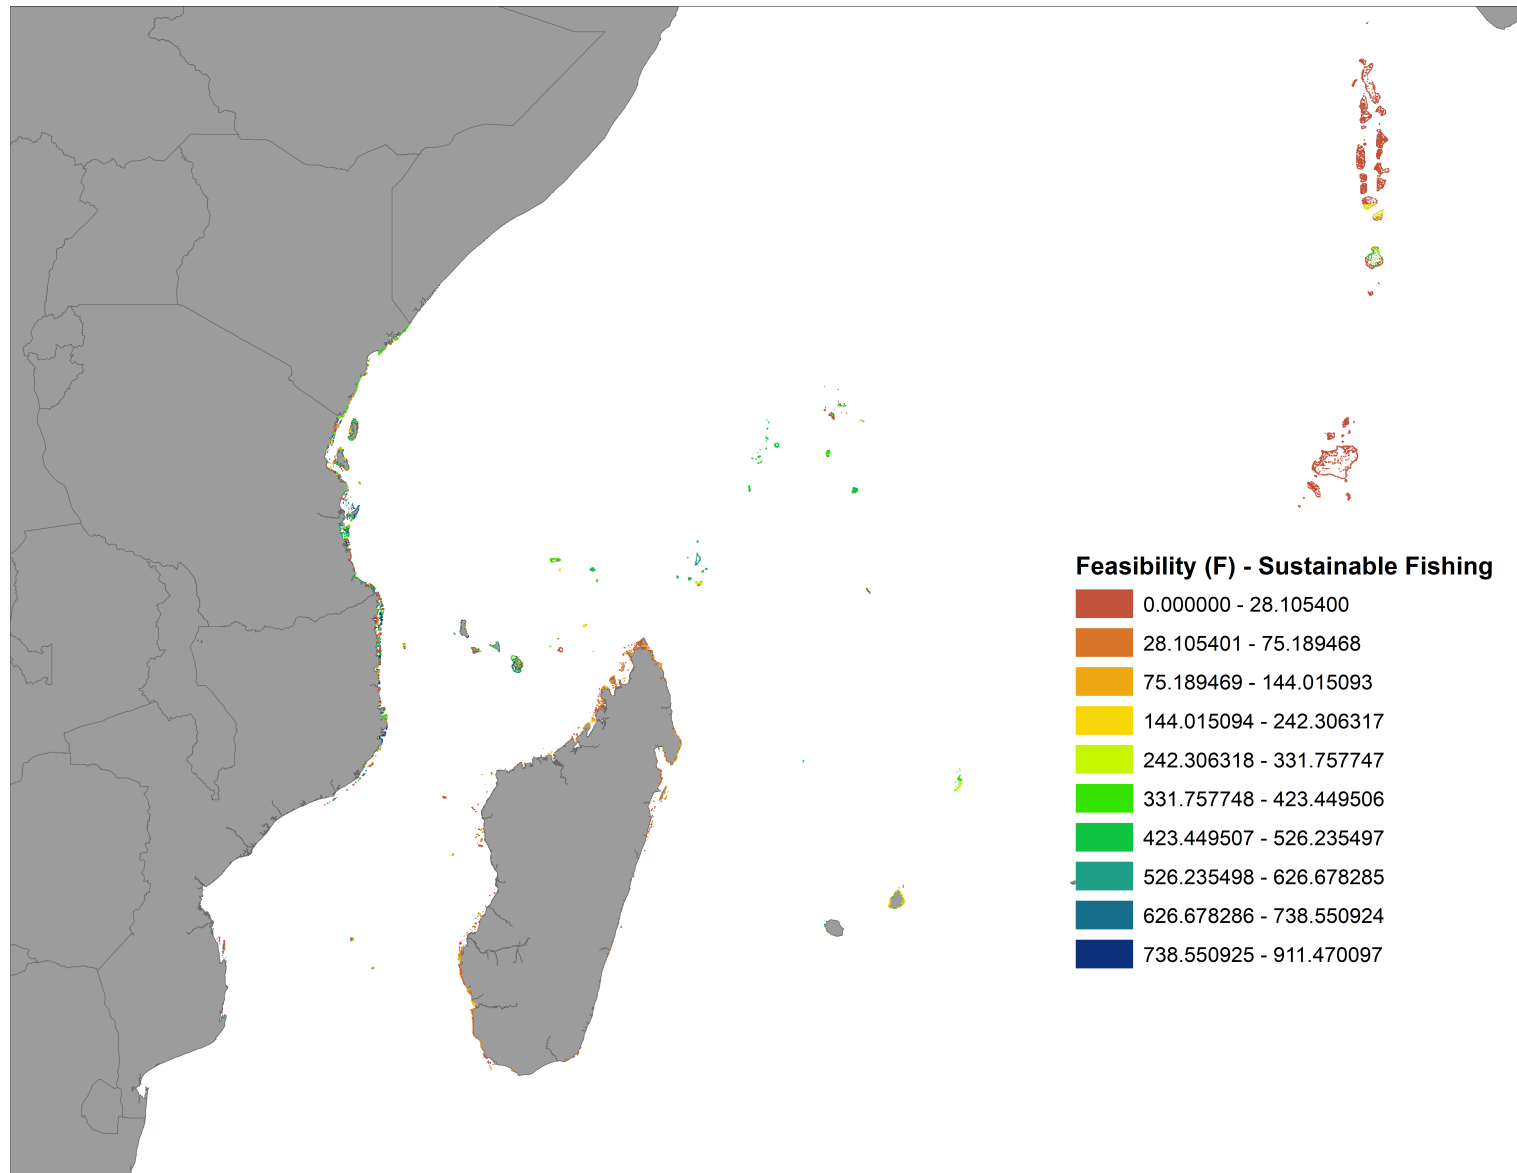 Feasibility (F) - Sustainable Fishing
0.000000 - 28.105400
28.105401 - 75.189468
75.189469 - 144.015093
144.015094 - 242.306317
242.306318 - 331.757747
331.757748 - 423.449506
423.449507 - 526.235497
526.235498 - 626.678285
626.678286 - 738.550924
738.550925 - 911.470097